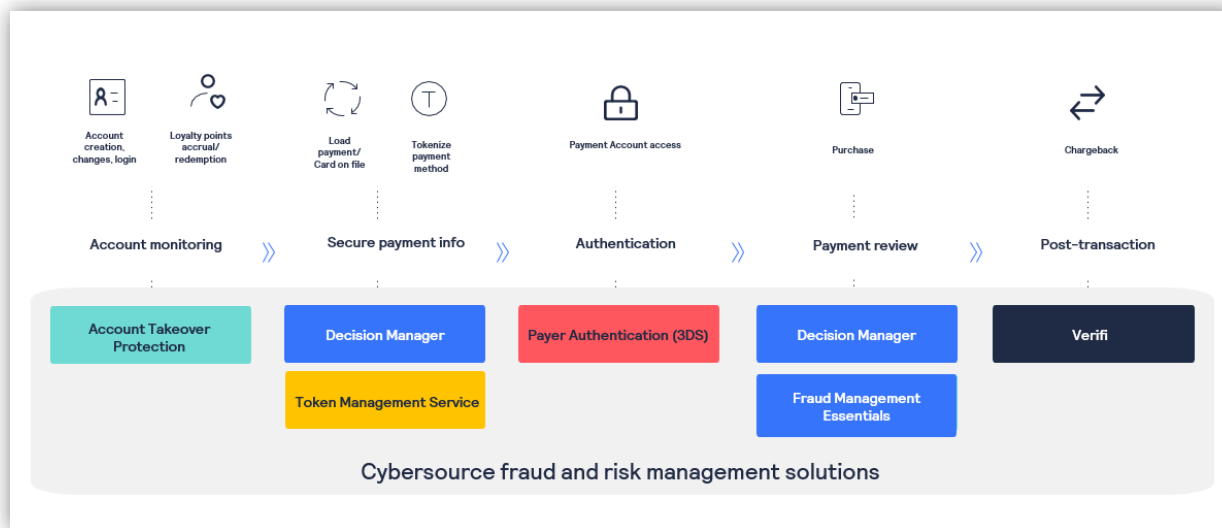 Account
creation,
changes, login
Loyalty points
accrual/
redemption
Load
payment/
Card on file
T
Tokenize
payment
method
Payment Account access
Purchase
Chargeback
Account monitoring
Secure payment info
Authentication
Payment review
Post-transaction
Account Takeover
Protection
Decision Manager
Token Management Service
Payer Authentication (3DS)
Decision Manager
Fraud Management
Essentials
Verifi
Cybersource fraud and risk management solutions